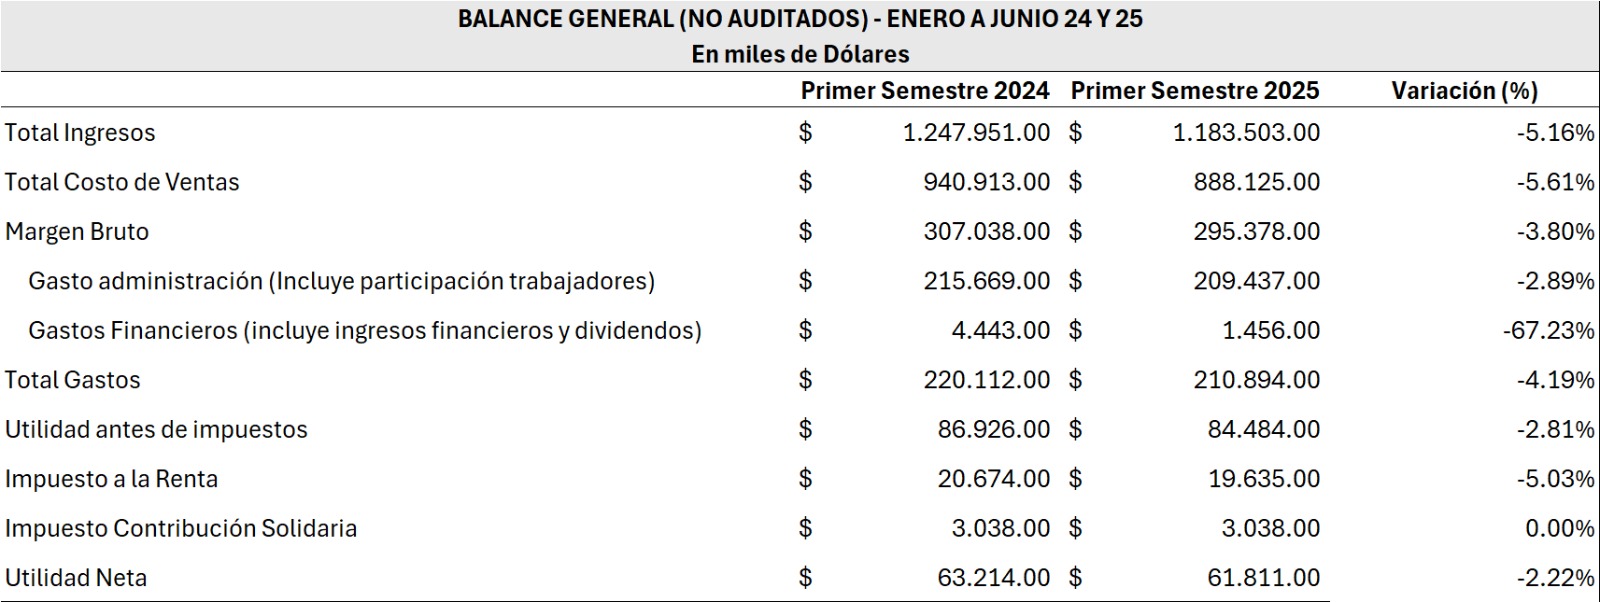 BALANCE GENERAL (NO AUDITADOS) - ENERO A JUNIO 24 Y 25
En miles de Dólares
Primer Semestre 2024 Primer Semestre 2025 Variación (%)
Total Ingresos $ 1.247.951.00 $ 1.183.503.00 -5.16%
Total Costo de Ventas $ 940.913.00 $ 888.125.00 -5.61%
Margen Bruto $ 307.038.00 $ 295.378.00 -3.80%
Gasto administración (Incluye participación trabajadores) $ 215.669.00 $ 209.437.00 -2.89%
Gastos Financieros (incluye ingresos financieros y dividendos) $ 4.443.00 $ 1.456.00 -67.23%
Total Gastos $ 220.112.00 $ 210.894.00 -4.19%
Utilidad antes de impuestos $ 86.926.00 $ 84.484.00 -2.81%
Impuesto a la Renta $ 20.674.00 $ 19.635.00 -5.03%
Impuesto Contribución Solidaria $ 3.038.00 $ 3.038.00 0.00%
Utilidad Neta $ 63.214.00 $ 61.811.00 -2.22%